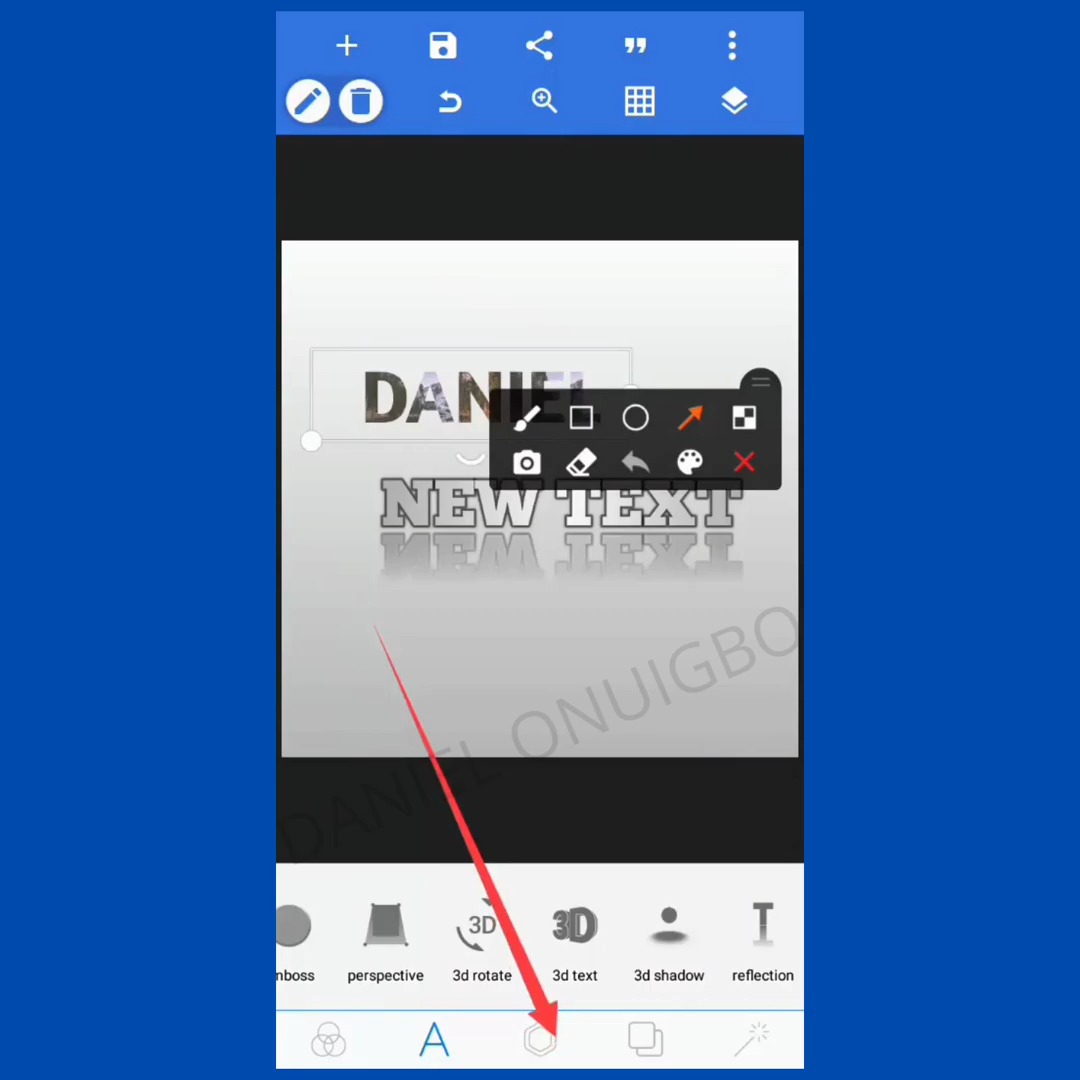 DANIEL
NEW TEXT
DANIEL ONUIGBO
3D
3D
T
nboss
perspective
3d rotate
3d text
3d shadow
reflection
A